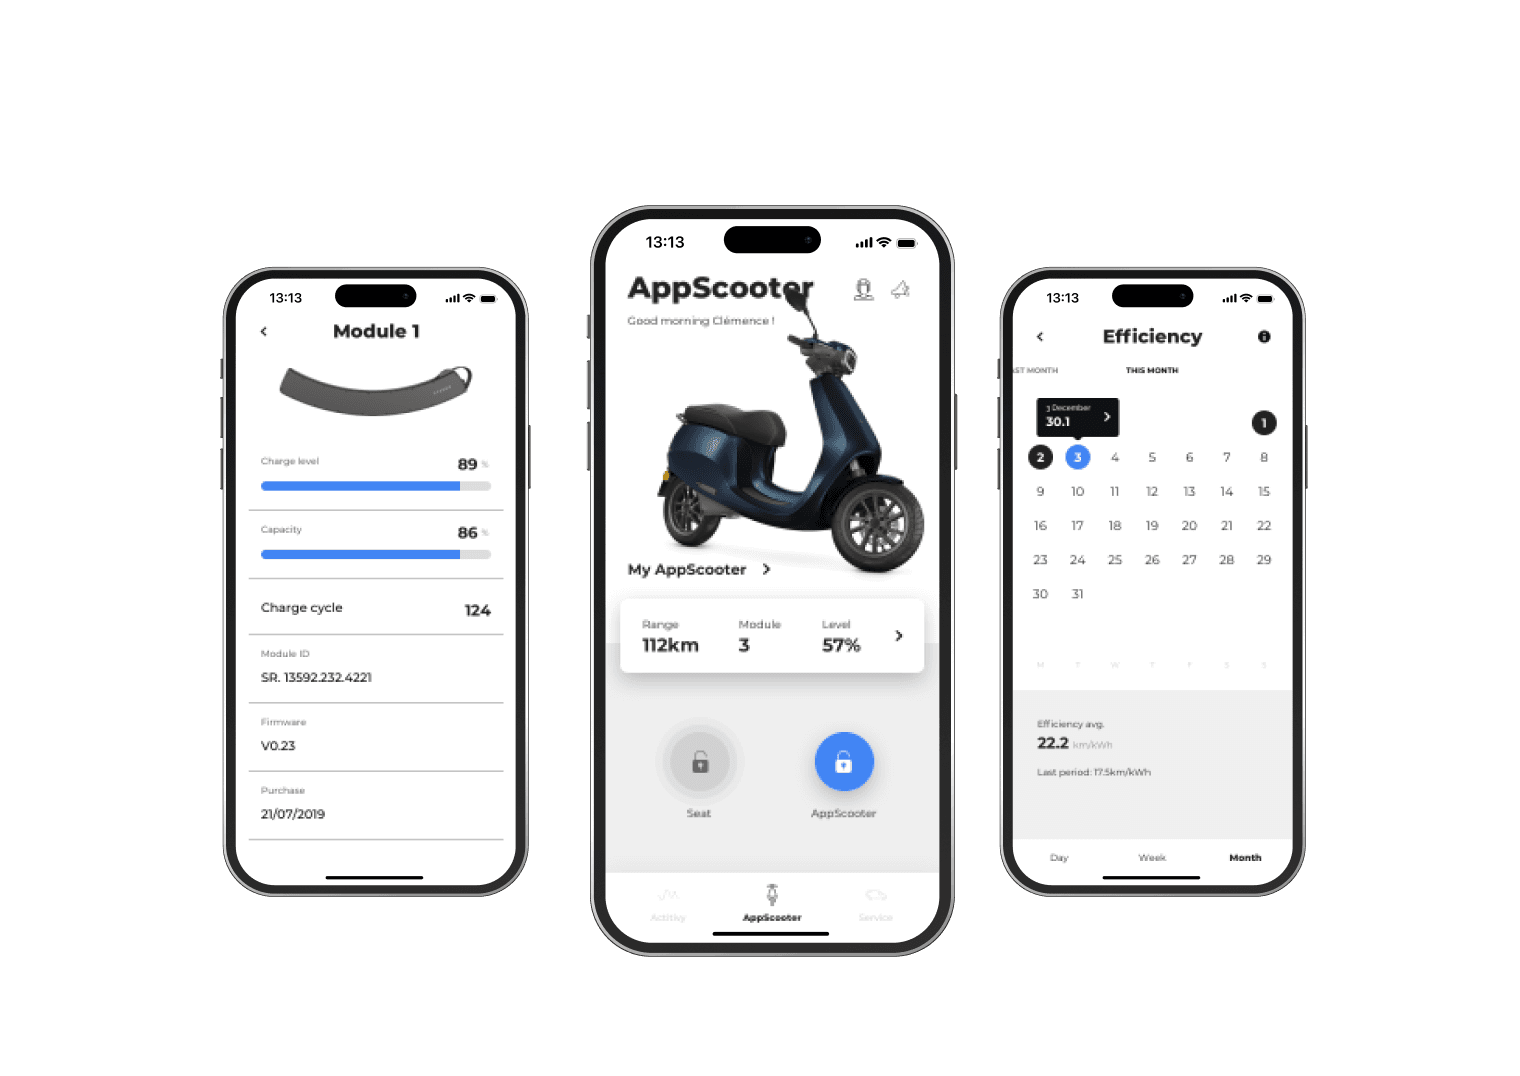 13:13
Module 1
Charge level
89 %
Capacity
86 %
Charge cycle
124
Module ID
SR. 13592.232.4221
Firmware
V0.23
Purchase
21/07/2019
13:13
AppScooter
Good morning Clémence !
My AppScooter
Range Module Level
112km 3 57%
Seat AppScooter
Actitivy AppScooter Service
13:13
Efficiency
AST MONTH THIS MONTH
3 December
30.1
1
2 3 4 5 6 7 8
9 10 11 12 13 14 15
16 17 18 19 20 21 22
23 24 25 26 27 28 29
30 31
M T W T F S S
Efficiency avg.
22.2 km/kWh
Last period: 17.5km/kWh
Day Week Month